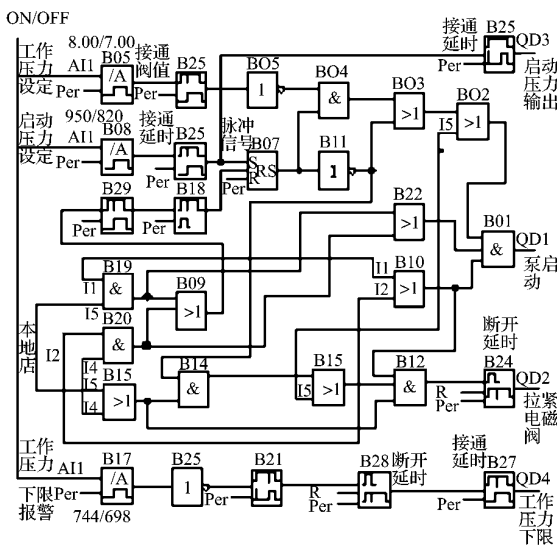 ON/OFF
工作压力设定
8.00/7.00
AI1
B05
/A
Per
接通阀值
B25
Per
BO5
1
BO4
&
BO3
>1
BO2
>1
I5
接通延时
B25
QD3
Per
启动压力输出
启动压力设定
950/820
AI1
B08
/A
Per
接通延时
B25
Per
脉冲信号
B07
S
RS
R
Per
B11
1
B29
Per
B18
Per
B22
>1
B01
&
QD1
泵启动
B19
&
I1
I5
B09
>1
I1
I2
B10
>1
本地店
I2
B20
&
I4
I5
I4
B15
>1
B14
&
B15
>1
I5
B12
&
断开延时
B24
QD2
R
Per
拉紧电磁阀
工作压力
AI1
下限报警
Per
B17
/A
744/698
B25
1
B21
Per
B28
断开延时
R
Per
接通延时
B27
QD4
Per
工作压力下限